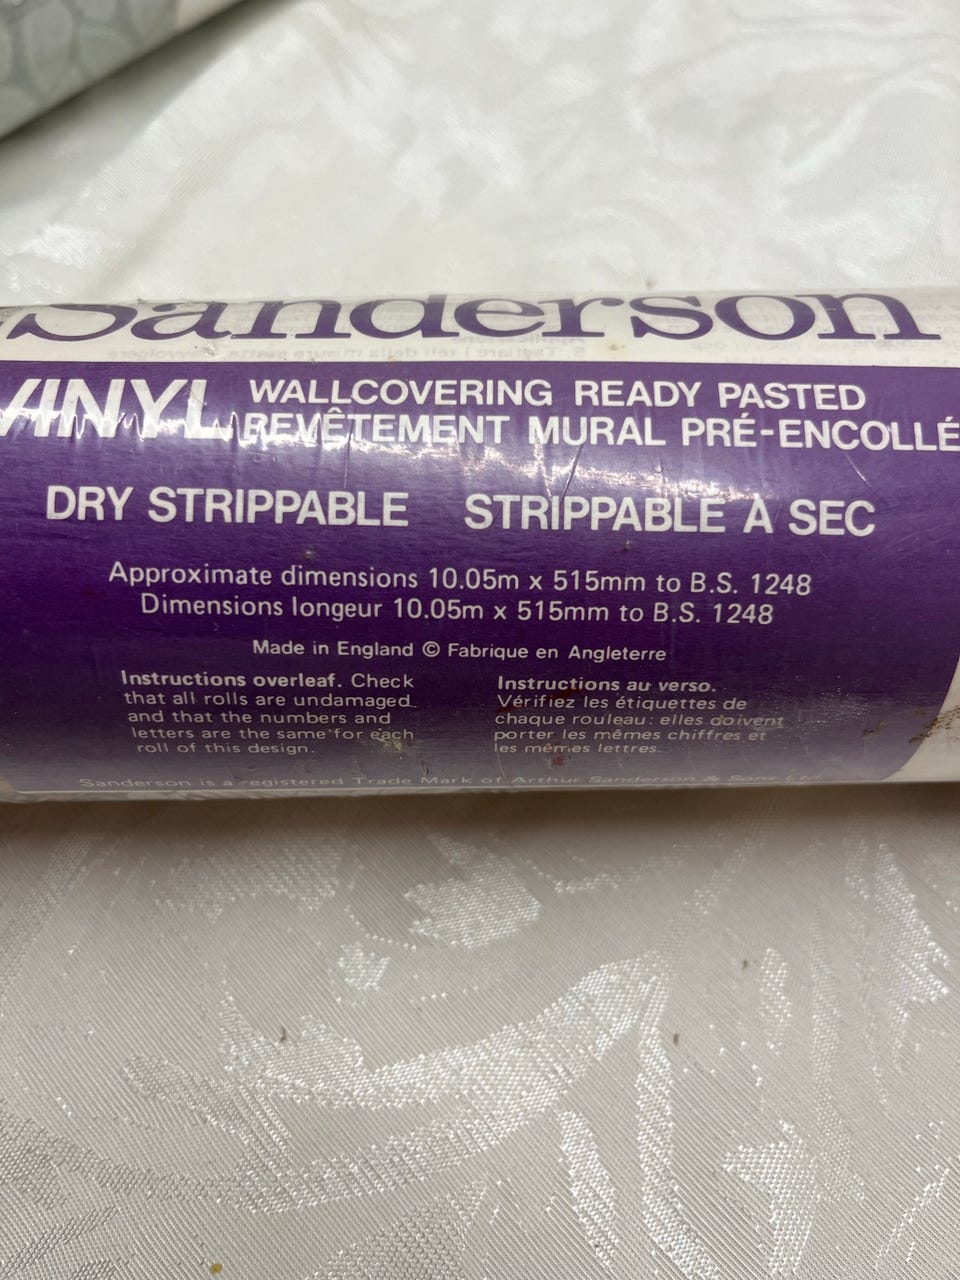 Sanderson
VINYL WALLCOVERING READY PASTED
REVÊTEMENT MURAL PRÉ-ENCOLLÉ
DRY STRIPPABLE STRIPPABLE A SEC
Approximate dimensions 10.05m x 515mm to B.S. 1248
Dimensions longeur 10.05m x 515mm to B.S. 1248
Made in England © Fabrique en Angleterre
Instructions overleaf. Check
that all rolls are undamaged
and that the numbers and
letters are the same for each
roll of this design.
Instructions au verso.
Vérifiez les étiquettes de
chaque rouleau: elles doivent
porter les mêmes chiffres et
les mêmes lettres.
Sanderson is a registered Trade Mark of Arthur Sanderson & Sons Ltd